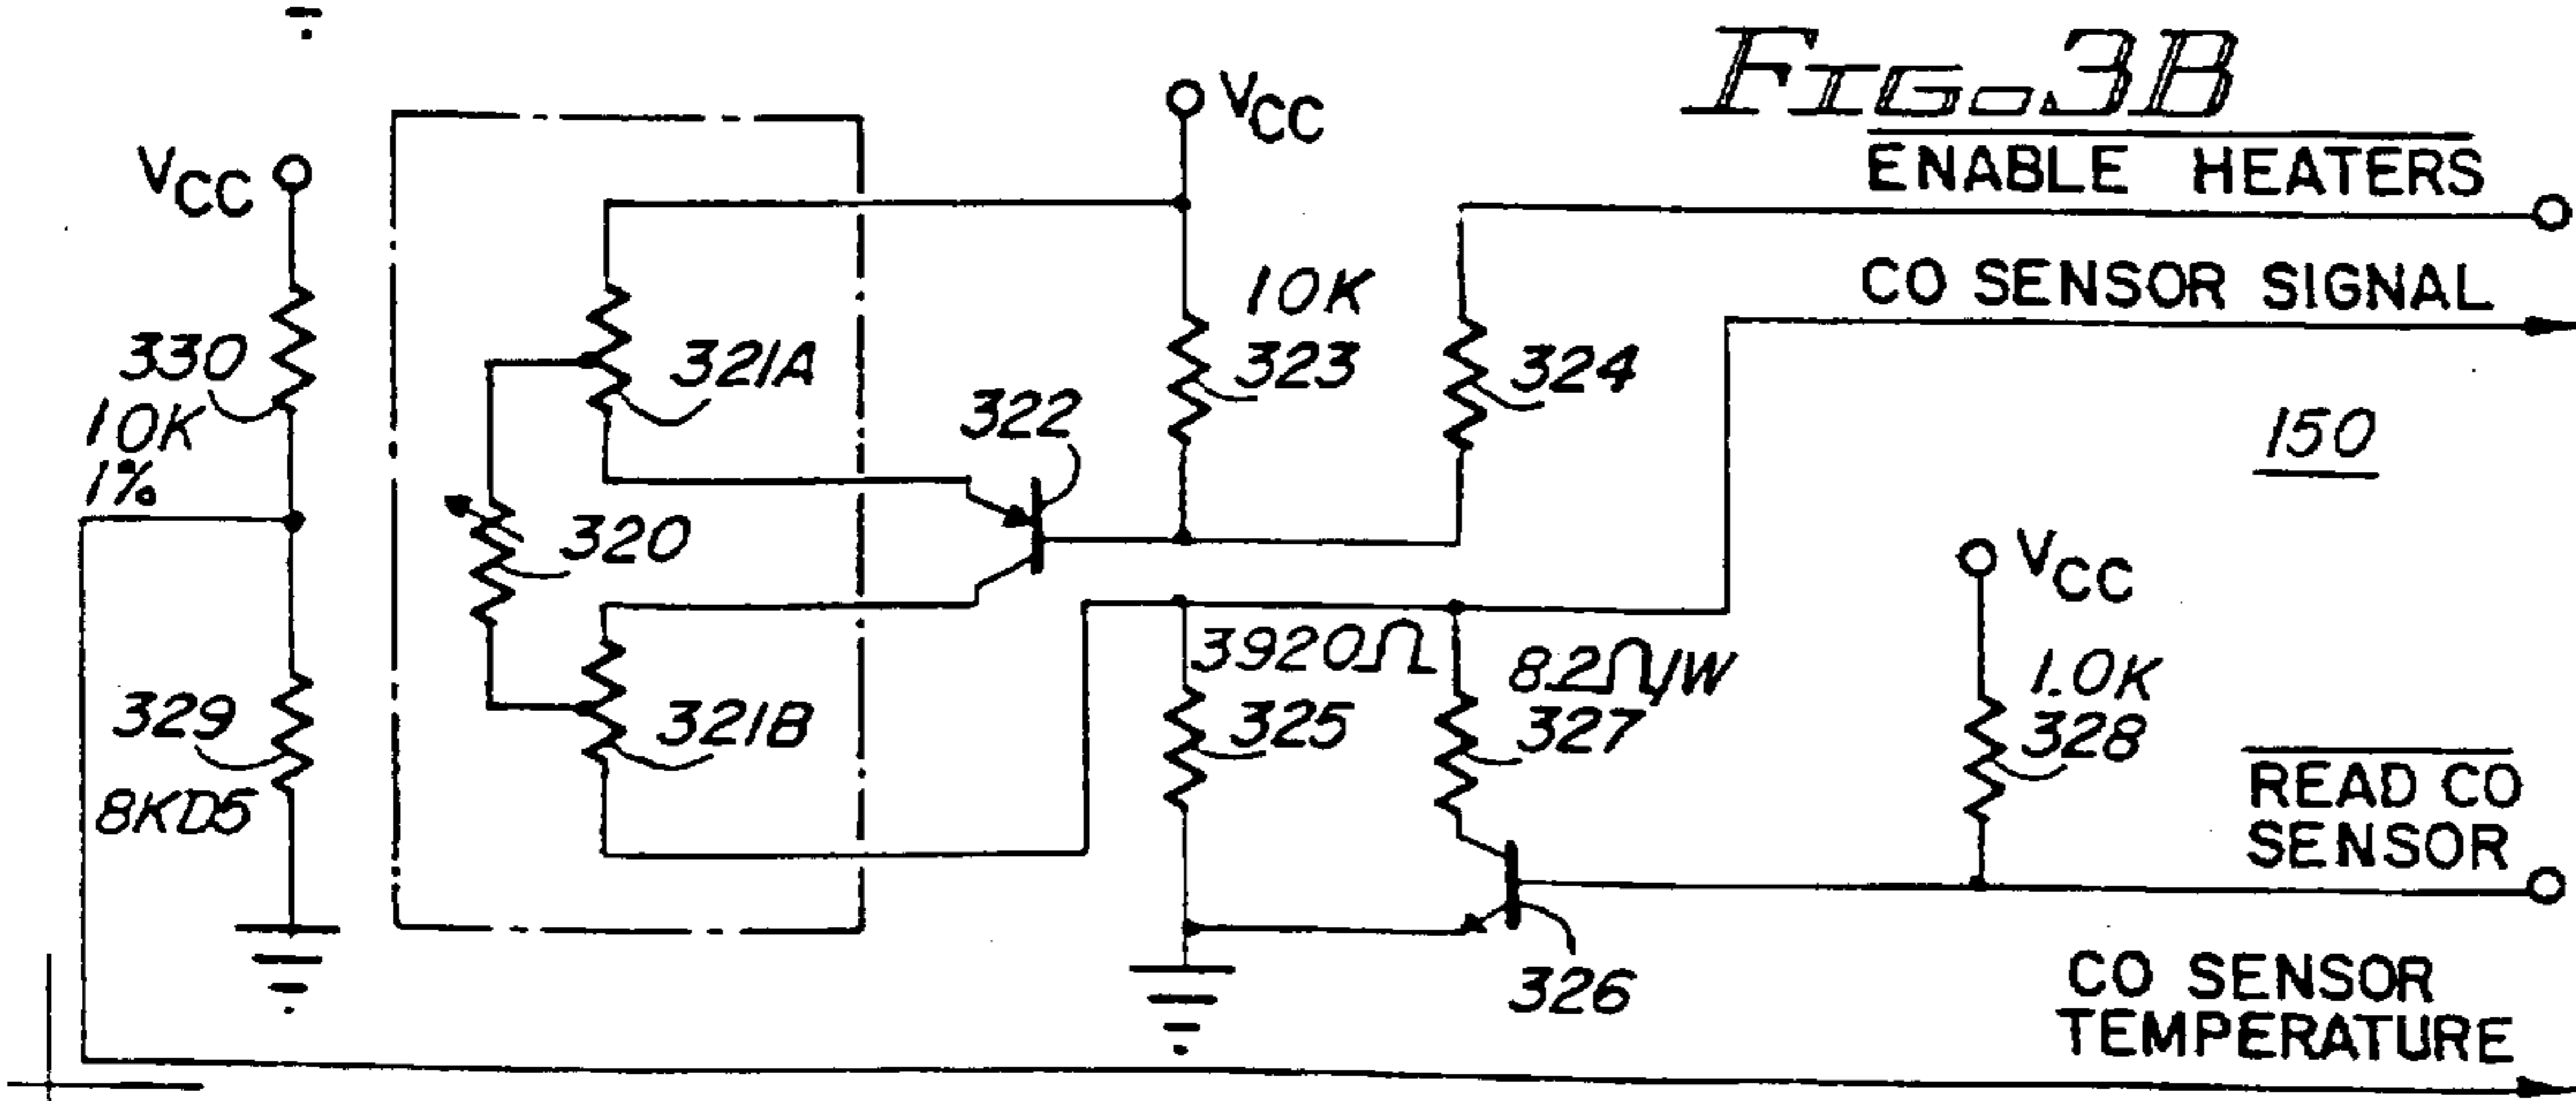 FIG. 3B
ENABLE HEATERS
VCC
VCC
CO SENSOR SIGNAL
10K
323
324
321A
330
10K
1%
322
150
320
VCC
3920Ω
325
82Ω,1W
327
1.0K
328
321B
329
8KD5
READ CO
SENSOR
326
CO SENSOR
TEMPERATURE